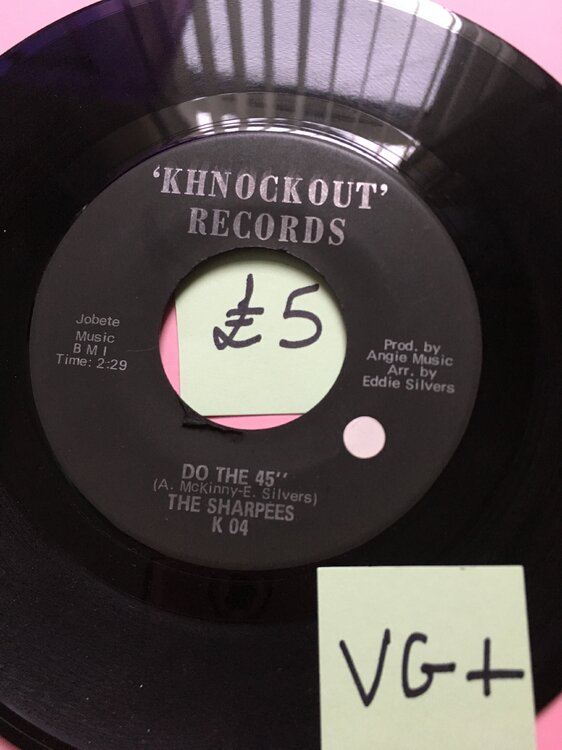 'KHNOCKOUT'
RECORDS
£5
Jobete
Music
B M I
Time: 2:29
Prod. by
Angie Music
Arr. by
Eddie Silvers
DO THE 45''
(A. McKinny-E. Silvers)
THE SHARPEES
K 04
VG+